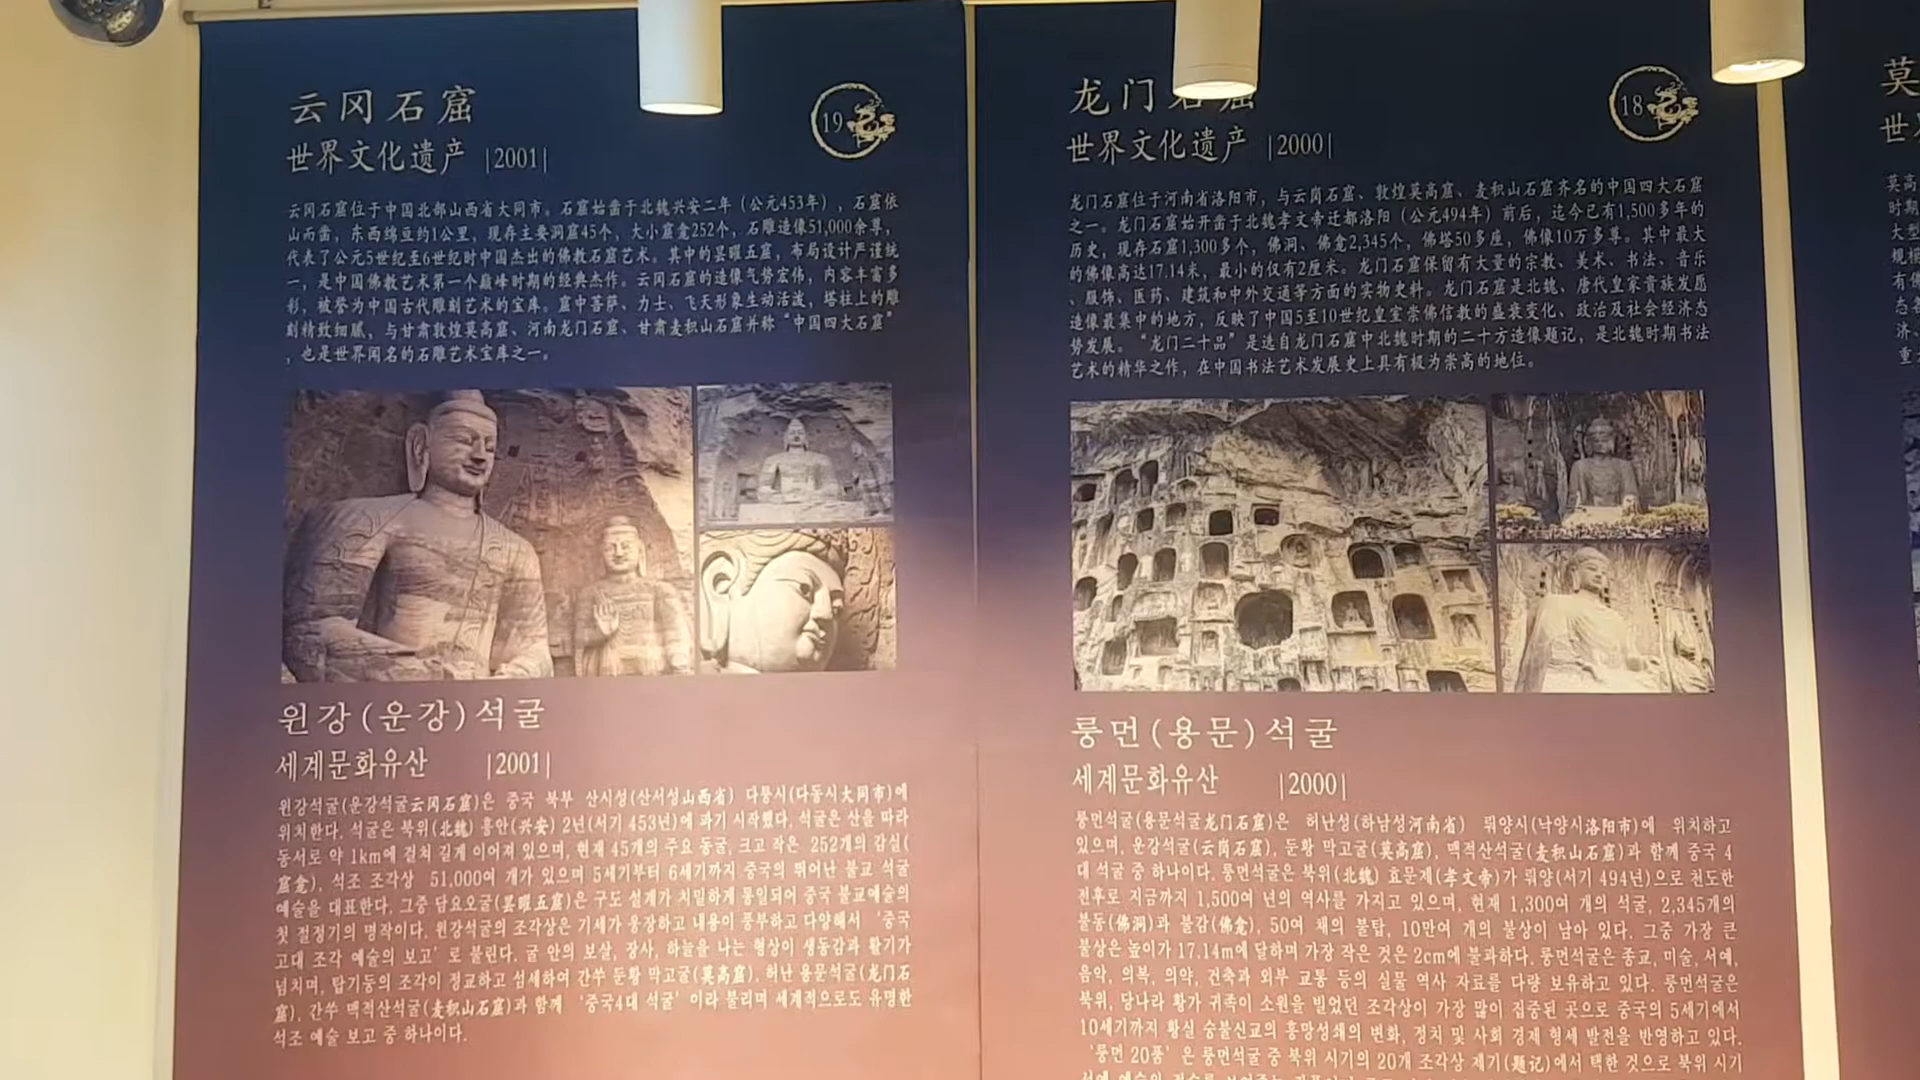 云冈石窟
19
世界文化遗产 |2001|
云冈石窟位于中国北部山西省大同市。石窟始凿于北魏兴安二年（公元453年），石窟依
山而凿，东西绵亘约1公里，现存主要洞窟45个，大小窟龛252个，石雕造像51,000余尊，
代表了公元5世纪至6世纪时中国杰出的佛教石窟艺术。其中的昙曜五窟，布局设计严谨统
一，是中国佛教艺术第一个巅峰时期的经典杰作。云冈石窟的造像气势宏伟，内容丰富多
彩，被誉为中国古代雕刻艺术的宝库。窟中菩萨、力士、飞天形象生动活泼，塔柱上的雕
刻精致细腻，与甘肃敦煌莫高窟、河南龙门石窟、甘肃麦积山石窟并称“中国四大石窟”
，也是世界闻名的石雕艺术宝库之一。
윈강(운강)석굴
세계문화유산 |2001|
윈강석굴(운강석굴云冈石窟)은 중국 북부 산시성(산서성山西省) 다퉁시(다동시大同市)에
위치한다. 석굴은 북위(北魏) 흥안(兴安) 2년(서기 453년)에 파기 시작했다. 석굴은 산을 따라
동서로 약 1km에 걸쳐 길게 이어져 있으며, 현재 45개의 주요 동굴, 크고 작은 252개의 감실(
窟龛), 석조 조각상 51,000여 개가 있으며 5세기부터 6세기까지 중국의 뛰어난 불교 석굴
예술을 대표한다. 그중 담요오굴(昙曜五窟)은 구도 설계가 치밀하게 통일되어 중국 불교예술의
첫 절정기의 명작이다. 윈강석굴의 조각상은 기세가 웅장하고 내용이 풍부하고 다양해서 ‘중국
고대 조각 예술의 보고’로 불린다. 굴 안의 보살, 장사, 하늘을 나는 형상이 생동감과 활기가
넘치며, 탑기둥의 조각이 정교하고 섬세하여 간쑤 둔황 막고굴(莫高窟), 허난 용문석굴(龙门石
窟), 간쑤 맥적산석굴(麦积山石窟)과 함께 ‘중국4대 석굴’이라 불리며 세계적으로도 유명한
석조 예술 보고 중 하나이다.
龙门石窟
18
世界文化遗产 |2000|
龙门石窟位于河南省洛阳市，与云岗石窟、敦煌莫高窟、麦积山石窟齐名的中国四大石窟
之一。龙门石窟始开凿于北魏孝文帝迁都洛阳（公元494年）前后，迄今已有1,500多年的
历史，现存石窟1,300多个，佛洞、佛龛2,345个，佛塔50多座，佛像10万多尊。其中最大
的佛像高达17.14米，最小的仅有2厘米。龙门石窟保留有大量的宗教、美术、书法、音乐
、服饰、医药、建筑和中外交通等方面的实物史料。龙门石窟是北魏、唐代皇家贵族发愿
造像最集中的地方，反映了中国5至10世纪皇室崇佛信教的盛衰变化、政治及社会经济态
势发展。“龙门二十品”是选自龙门石窟中北魏时期的二十方造像题记，是北魏时期书法
艺术的精华之作，在中国书法艺术发展史上具有极为崇高的地位。
룽먼(용문)석굴
세계문화유산 |2000|
룽먼석굴(용문석굴龙门石窟)은 허난성(하남성河南省) 뤄양시(낙양시洛阳市)에 위치하고
있으며, 윤강석굴(云岗石窟), 둔황 막고굴(莫高窟), 맥적산석굴(麦积山石窟)과 함께 중국 4
대 석굴 중 하나이다. 룽먼석굴은 북위(北魏) 효문제(孝文帝)가 뤄양(서기 494년)으로 천도한
전후로 지금까지 1,500여 년의 역사를 가지고 있으며, 현재 1,300여 개의 석굴, 2,345개의
불동(佛洞)과 불감(佛龛), 50여 채의 불탑, 10만여 개의 불상이 남아 있다. 그중 가장 큰
불상은 높이가 17.14m에 달하며 가장 작은 것은 2cm에 불과하다. 룽먼석굴은 종교, 미술, 서예,
음악, 의복, 의약, 건축과 외부 교통 등의 실물 역사 자료를 다량 보유하고 있다. 룽먼석굴은
북위, 당나라 황가 귀족이 소원을 빌었던 조각상이 가장 많이 집중된 곳으로 중국의 5세기에서
10세기까지 황실 숭불신교의 흥망성쇠의 변화, 정치 및 사회 경제 형세 발전을 반영하고 있다.
‘룽먼 20품’은 룽먼석굴 중 북위 시기의 20개 조각상 제기(题记)에서 택한 것으로 북위 시기
莫
世
莫高
时期
大型
规模
有佛
态各
济、
重